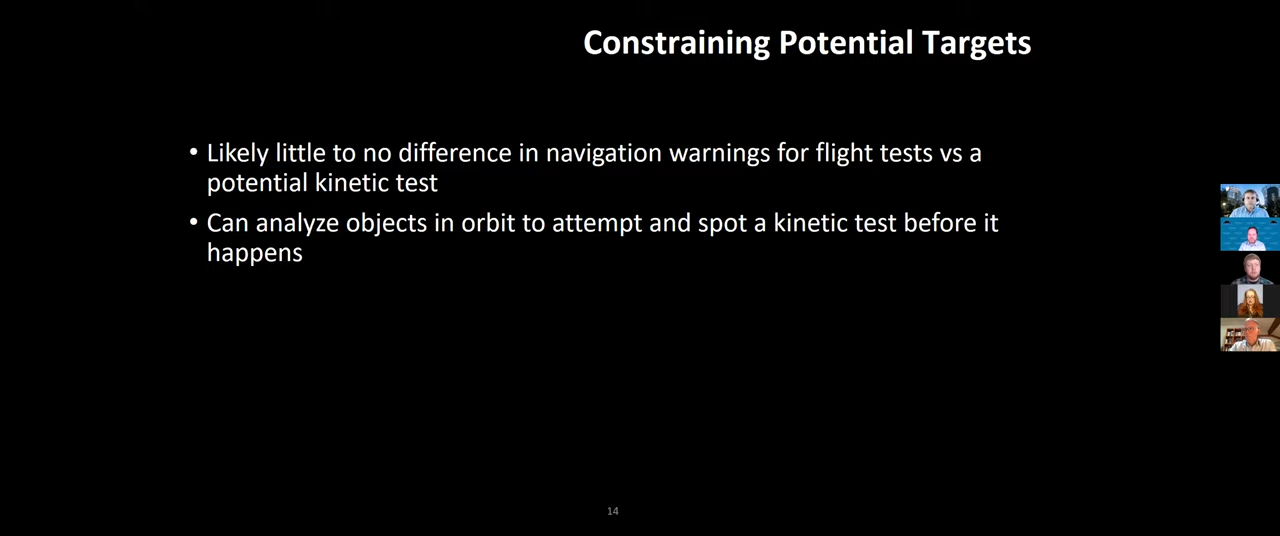 Constraining Potential Targets
• Likely little to no difference in navigation warnings for flight tests vs a
potential kinetic test
• Can analyze objects in orbit to attempt and spot a kinetic test before it
happens
14